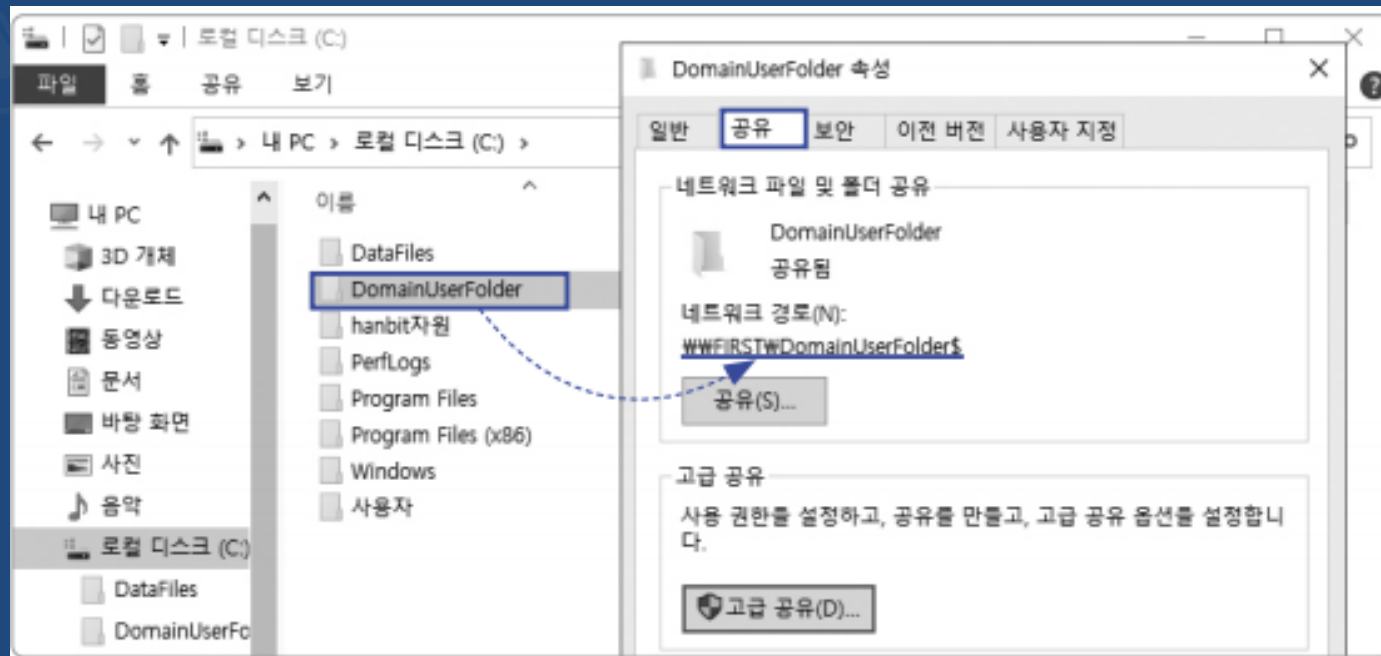 로컬 디스크 (C:)
파일 홈 공유 보기
내 PC > 로컬 디스크 (C:) >
내 PC
3D 개체
다운로드
동영상
문서
바탕 화면
사진
음악
로컬 디스크 (C:)
DataFiles
DomainUserFo
이름
DataFiles
DomainUserFolder
hanbit자원
PerfLogs
Program Files
Program Files (x86)
Windows
사용자
DomainUserFolder 속성
일반 공유 보안 이전 버전 사용자 지정
네트워크 파일 및 폴더 공유
DomainUserFolder
공유됨
네트워크 경로(N):
₩₩FIRST₩DomainUserFolder$
공유(S)...
고급 공유
사용 권한을 설정하고, 공유를 만들고, 고급 공유 옵션을 설정합니
다.
고급 공유(D)...